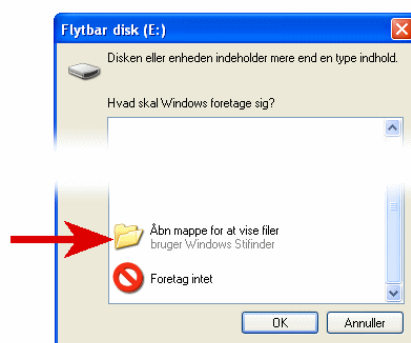 Flytbar disk (E:)
Disken eller enheden indeholder mere end en type indhold.
Hvad skal Windows foretage sig?
Åbn mappe for at vise filer
bruger Windows Stifinder
Foretag intet
OK
Annuller